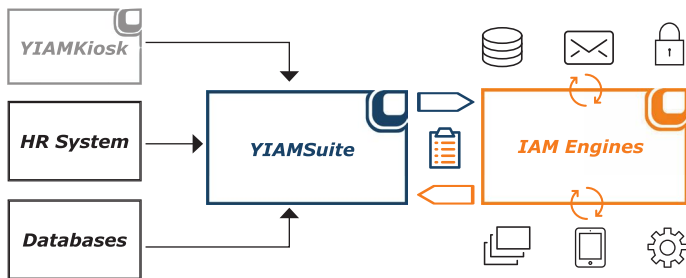 YIAMKiosk
HR System
Databases
YIAMSuite
IAM Engines